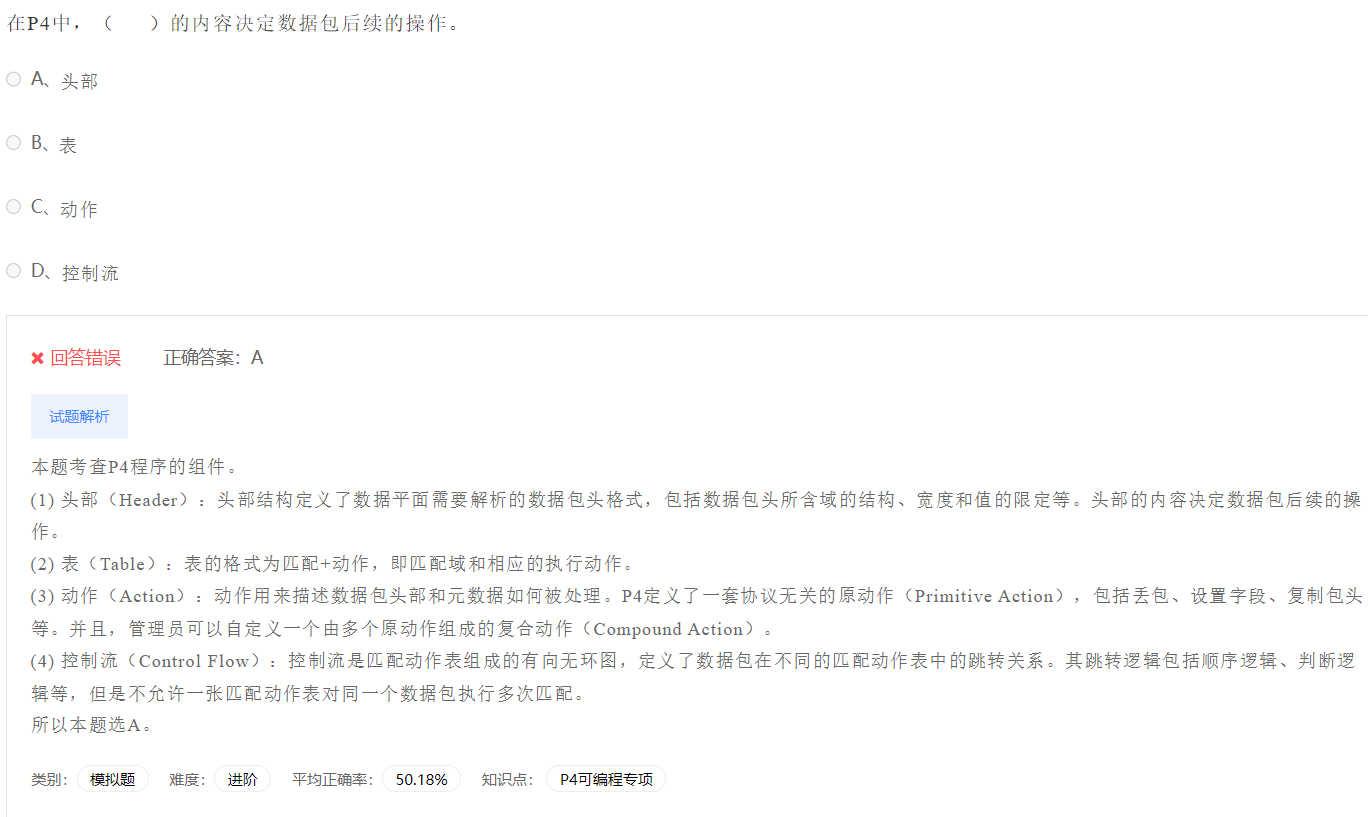 在P4中，（　　）的内容决定数据包后续的操作。
A、头部
B、表
C、动作
D、控制流
回答错误 正确答案：A
试题解析
本题考查P4程序的组件。
(1) 头部（Header）：头部结构定义了数据平面需要解析的数据包头格式，包括数据包头所含域的结构、宽度和值的限定等。头部的内容决定数据包后续的操
作。
(2) 表（Table）：表的格式为匹配+动作，即匹配域和相应的执行动作。
(3) 动作（Action）：动作用来描述数据包头部和元数据如何被处理。P4定义了一套协议无关的原动作（Primitive Action），包括丢包、设置字段、复制包头
等。并且，管理员可以自定义一个由多个原动作组成的复合动作（Compound Action）。
(4) 控制流（Control Flow）：控制流是匹配动作表组成的有向无环图，定义了数据包在不同的匹配动作表中的跳转关系。其跳转逻辑包括顺序逻辑、判断逻
辑等，但是不允许一张匹配动作表对同一个数据包执行多次匹配。
所以本题选A。
类别： 模拟题 难度： 进阶 平均正确率： 50.18% 知识点： P4可编程专项